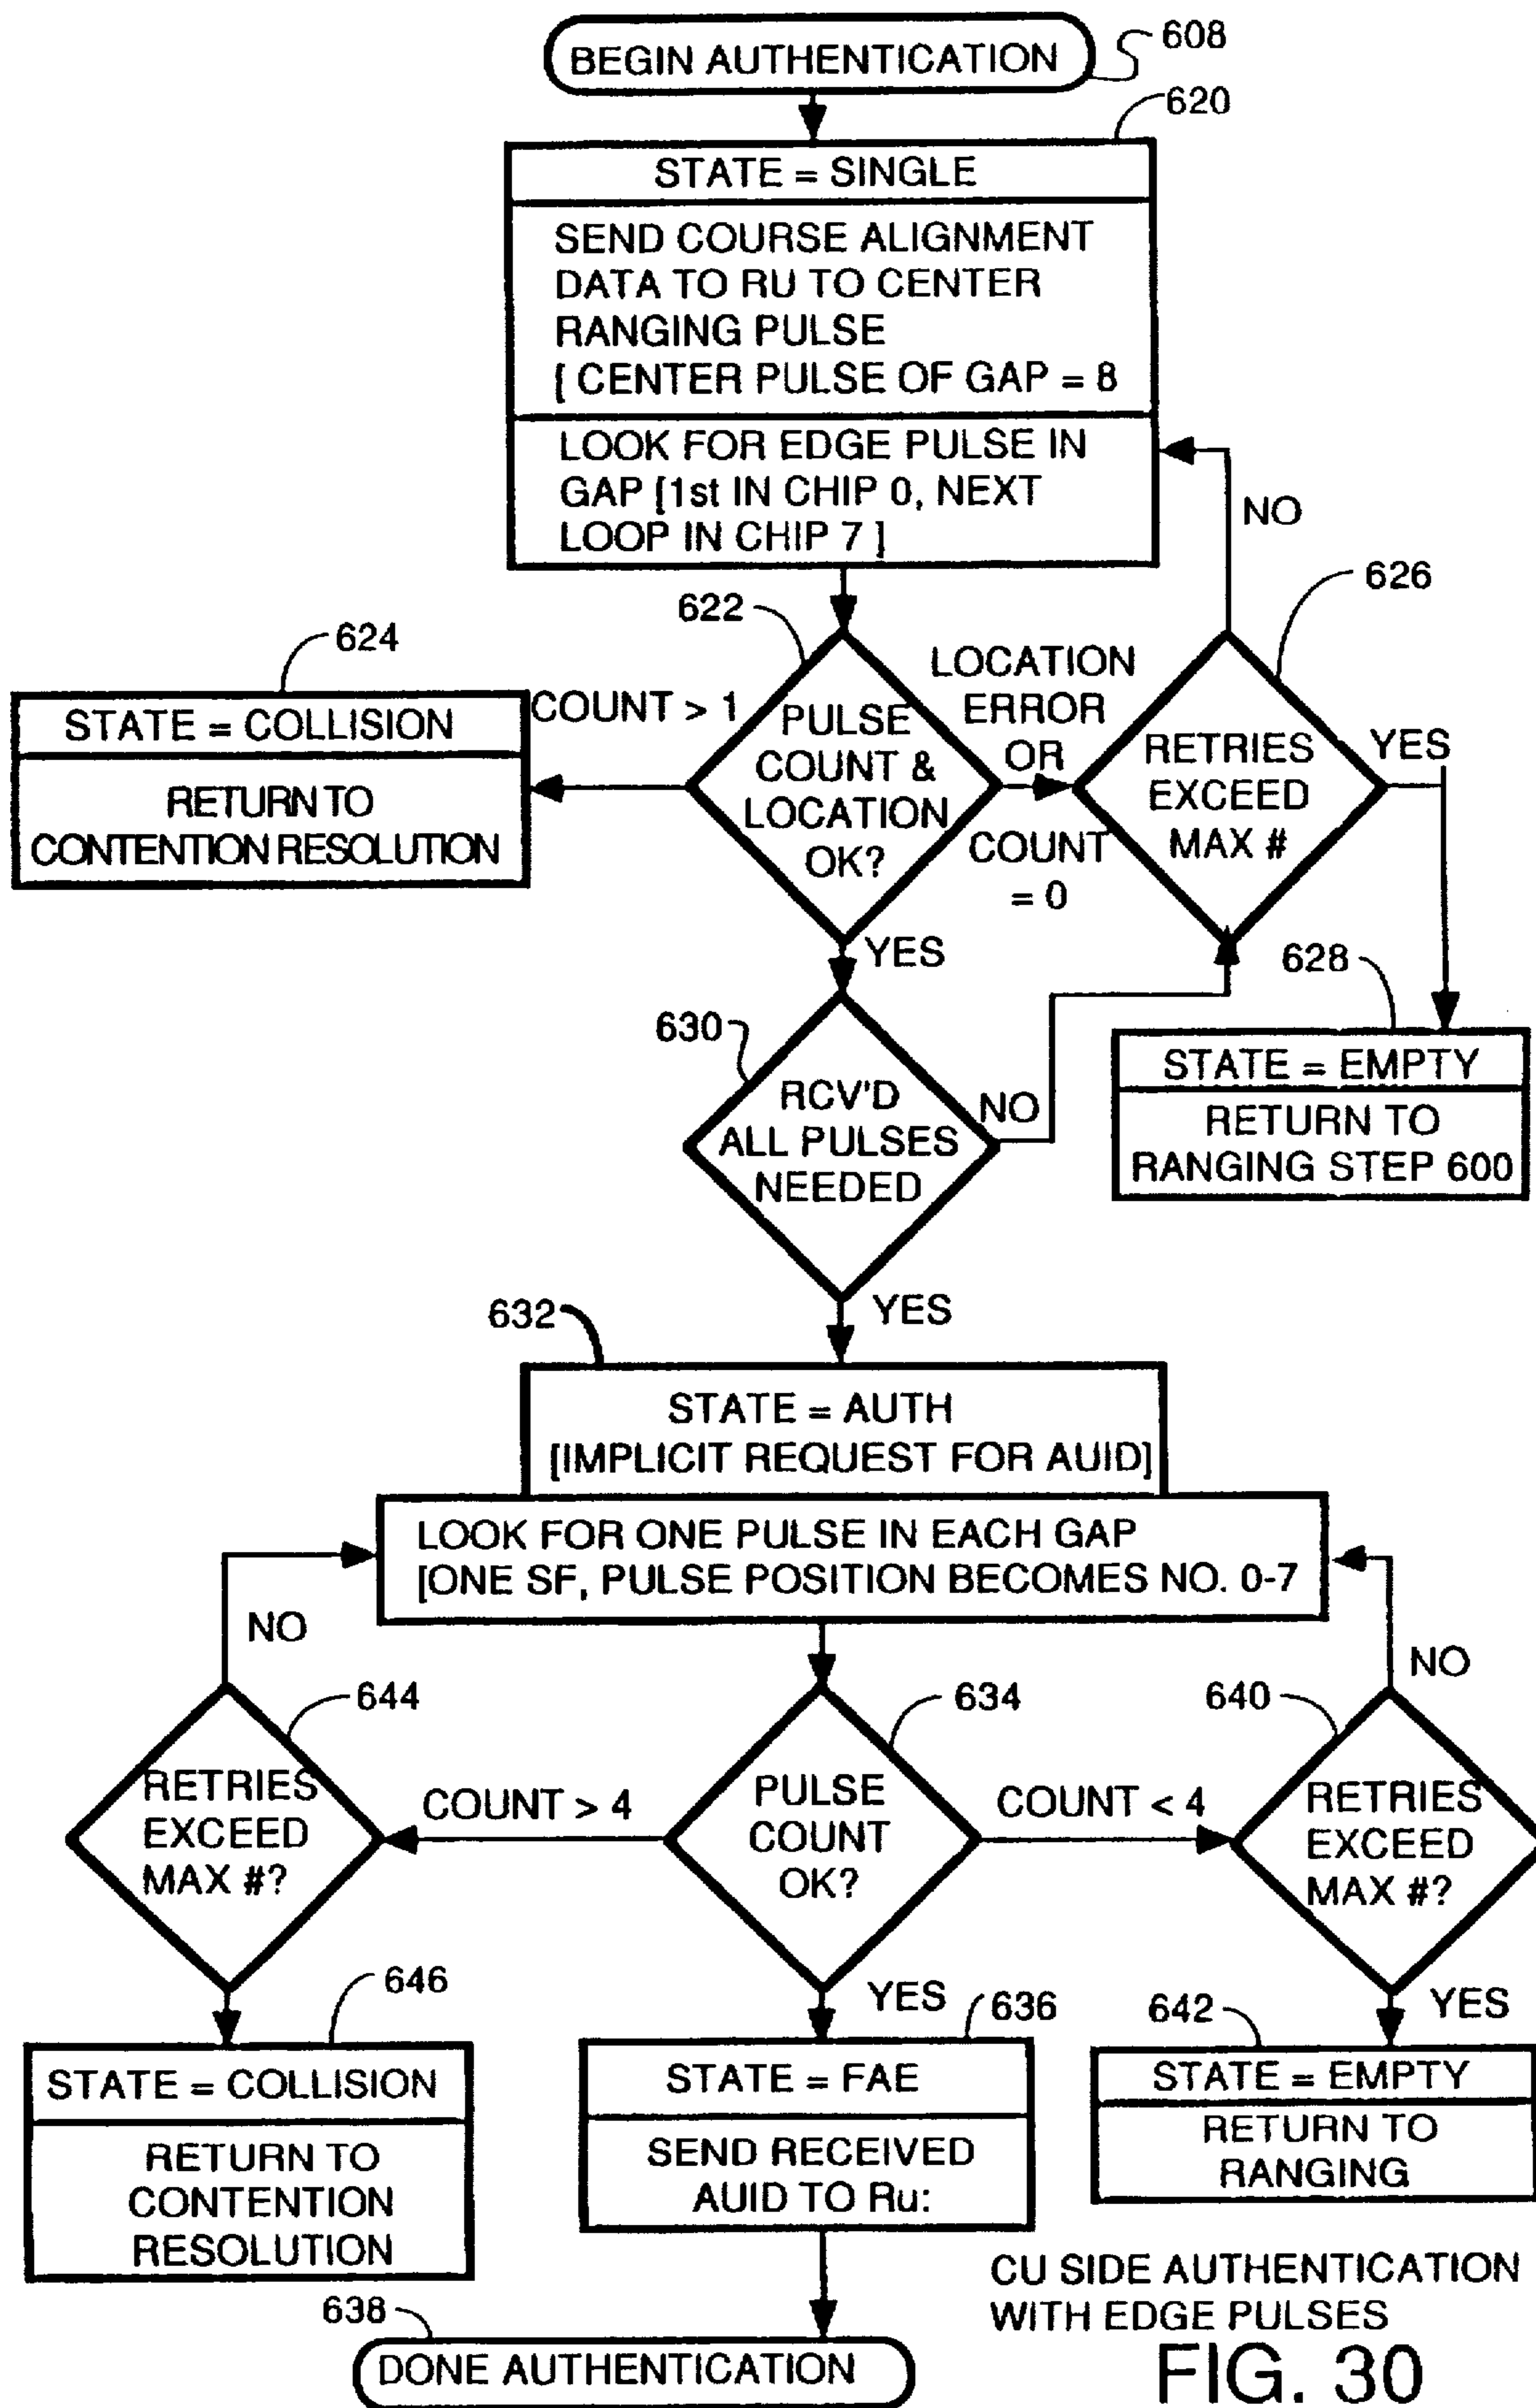 BEGIN AUTHENTICATION
608
620
STATE = SINGLE
SEND COURSE ALIGNMENT
DATA TO RU TO CENTER
RANGING PULSE
[ CENTER PULSE OF GAP = 8
LOOK FOR EDGE PULSE IN
GAP [1st IN CHIP 0, NEXT
LOOP IN CHIP 7 ]
NO
622
626
624
STATE = COLLISION
RETURN TO
CONTENTION RESOLUTION
COUNT > 1
PULSE
COUNT &
LOCATION
OK?
LOCATION
ERROR
OR
COUNT
= 0
RETRIES
EXCEED
MAX #
YES
YES
628
STATE = EMPTY
RETURN TO
RANGING STEP 600
630
RCV'D
ALL PULSES
NEEDED
NO
YES
632
STATE = AUTH
[IMPLICIT REQUEST FOR AUID]
LOOK FOR ONE PULSE IN EACH GAP
[ONE SF, PULSE POSITION BECOMES NO. 0-7
NO
NO
644
634
640
RETRIES
EXCEED
MAX #?
COUNT > 4
PULSE
COUNT
OK?
COUNT < 4
RETRIES
EXCEED
MAX #?
646
YES
636
642
YES
STATE = COLLISION
RETURN TO
CONTENTION
RESOLUTION
STATE = FAE
SEND RECEIVED
AUID TO Ru:
STATE = EMPTY
RETURN TO
RANGING
638
DONE AUTHENTICATION
CU SIDE AUTHENTICATION
WITH EDGE PULSES
FIG. 30